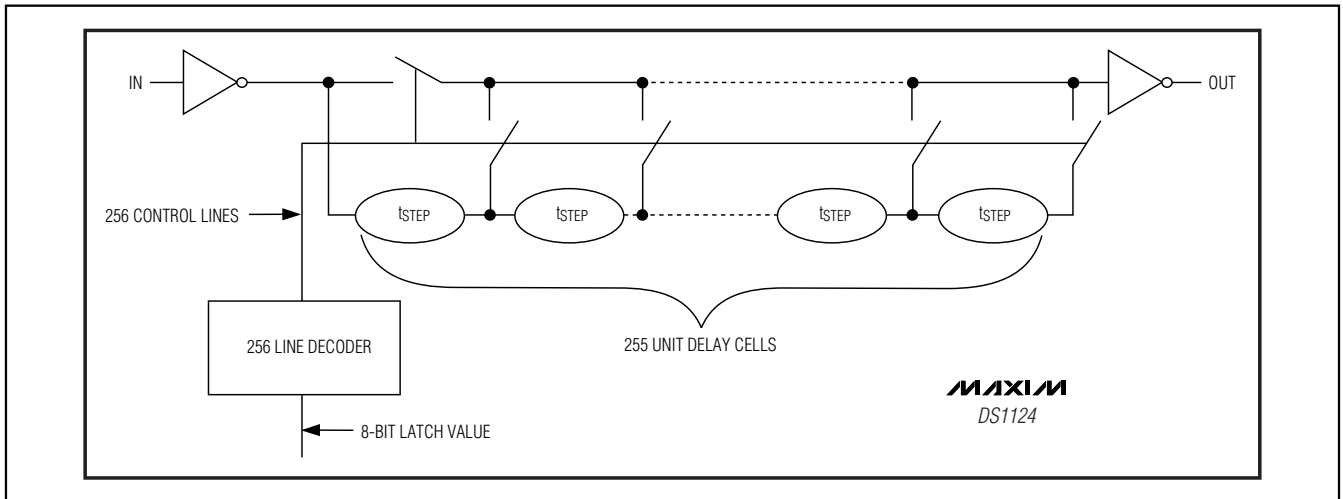 IN
OUT
256 CONTROL LINES
tSTEP
tSTEP
tSTEP
tSTEP
256 LINE DECODER
255 UNIT DELAY CELLS
MAXIM
DS1124
8-BIT LATCH VALUE